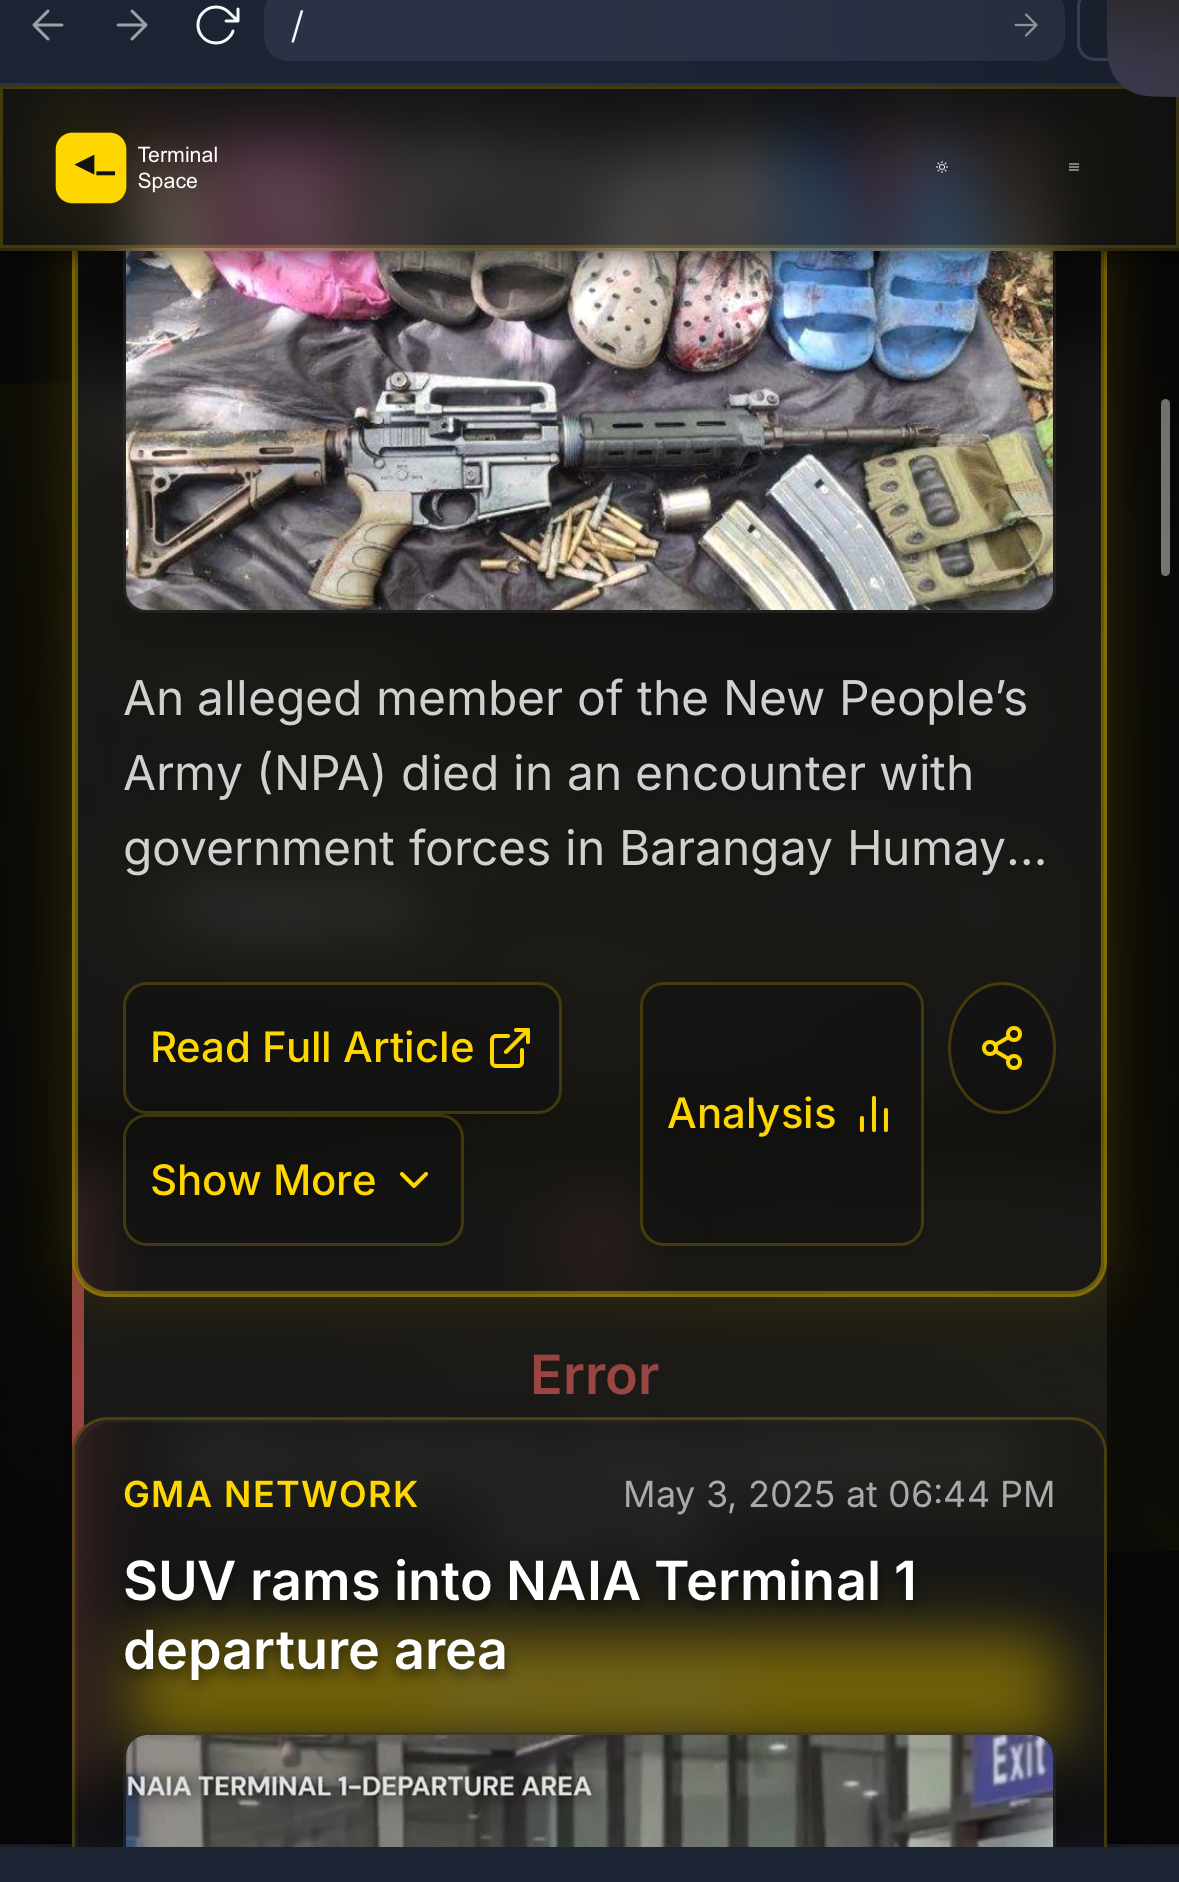 /
Terminal
Space
An alleged member of the New People’s
Army (NPA) died in an encounter with
government forces in Barangay Humay...
Read Full Article
Show More
Analysis
Error
GMA NETWORK
May 3, 2025 at 06:44 PM
SUV rams into NAIA Terminal 1
departure area
NAIA TERMINAL 1-DEPARTURE AREA
Exit